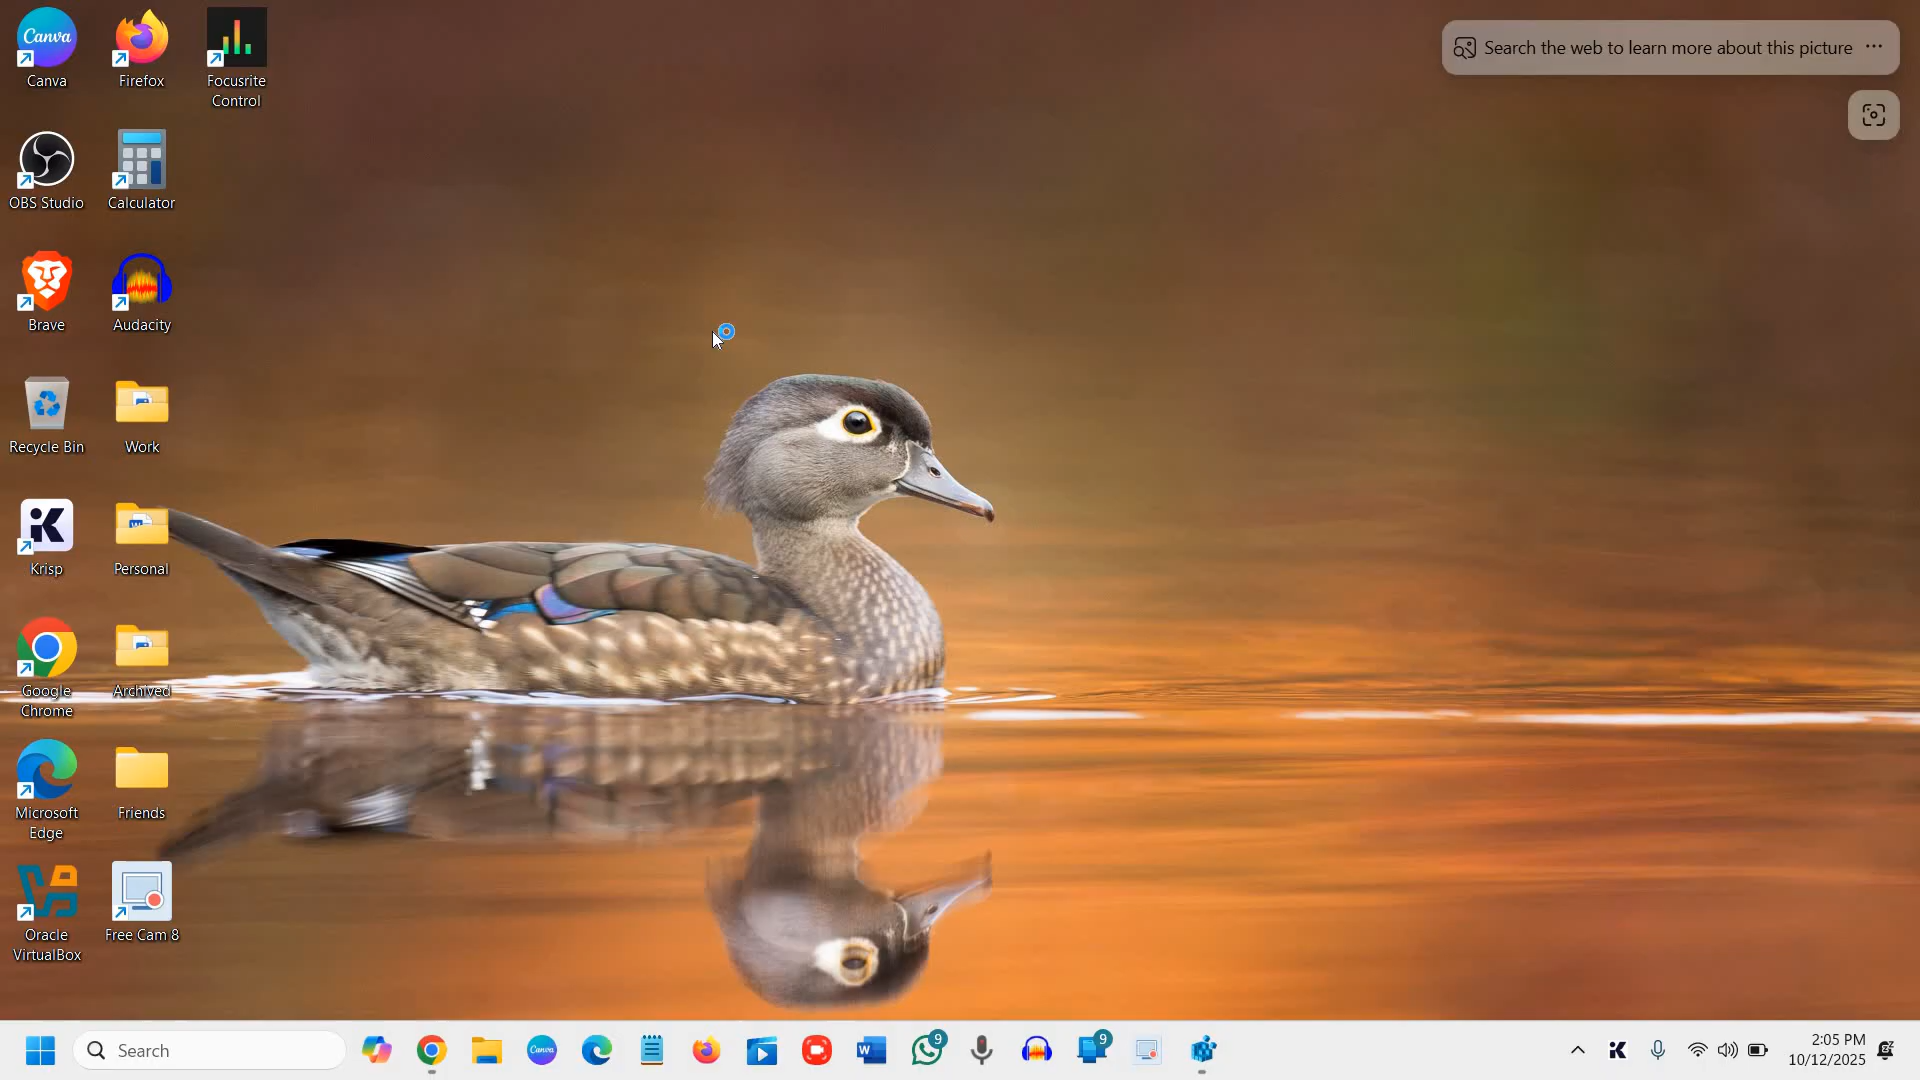 Canva
Firefox
Focusrite
Control
Search the web to learn more about this picture
OBS Studio
Calculator
Brave
Audacity
Recycle Bin
Work
Krisp
Personal
Google
Chrome
Archived
Microsoft
Edge
Friends
Oracle
VirtualBox
Free Cam 8
Search
9
9
2:05 PM
10/12/2025